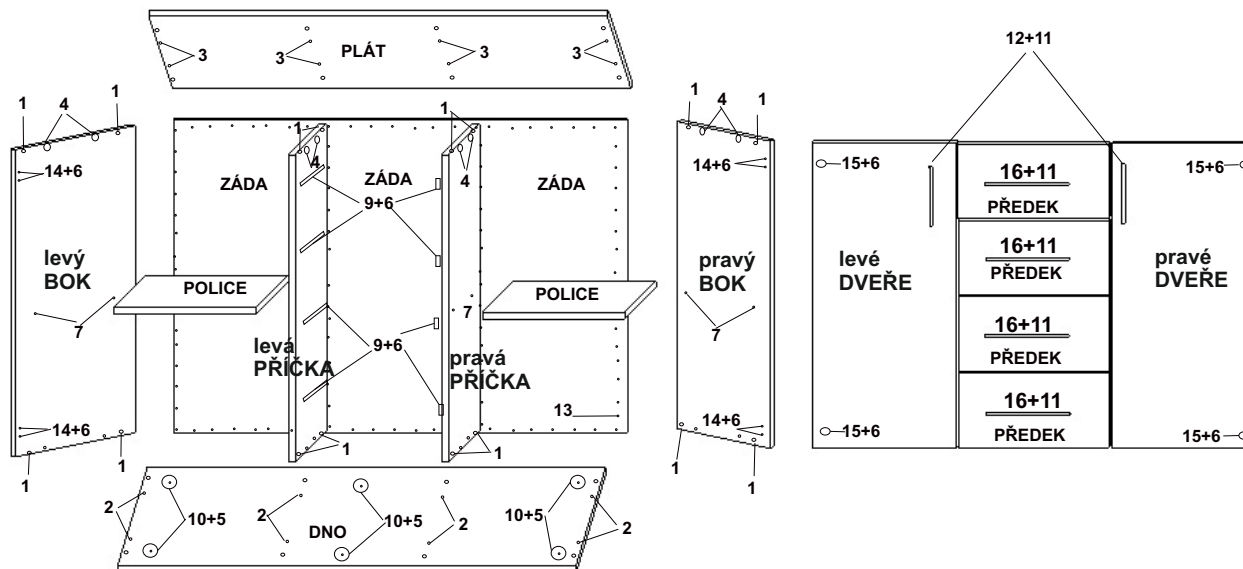 PLÁT
3
3
3
3
1
4
1
14+6
levý
BOK
7
14+6
1
1
ZÁDA
ZÁDA
ZÁDA
1
1
4
4
9+6
POLICE
POLICE
7
levá
PŘÍČKA
9+6
pravá
PŘÍČKA
13
1
1
1
4
1
14+6
pravý
BOK
7
14+6
1
1
2
10+5
2
DNO
10+5
2
10+5
2
12+11
15+6
levé
DVEŘE
15+6
16+11
PŘEDEK
16+11
PŘEDEK
16+11
PŘEDEK
16+11
PŘEDEK
15+6
pravé
DVEŘE
15+6